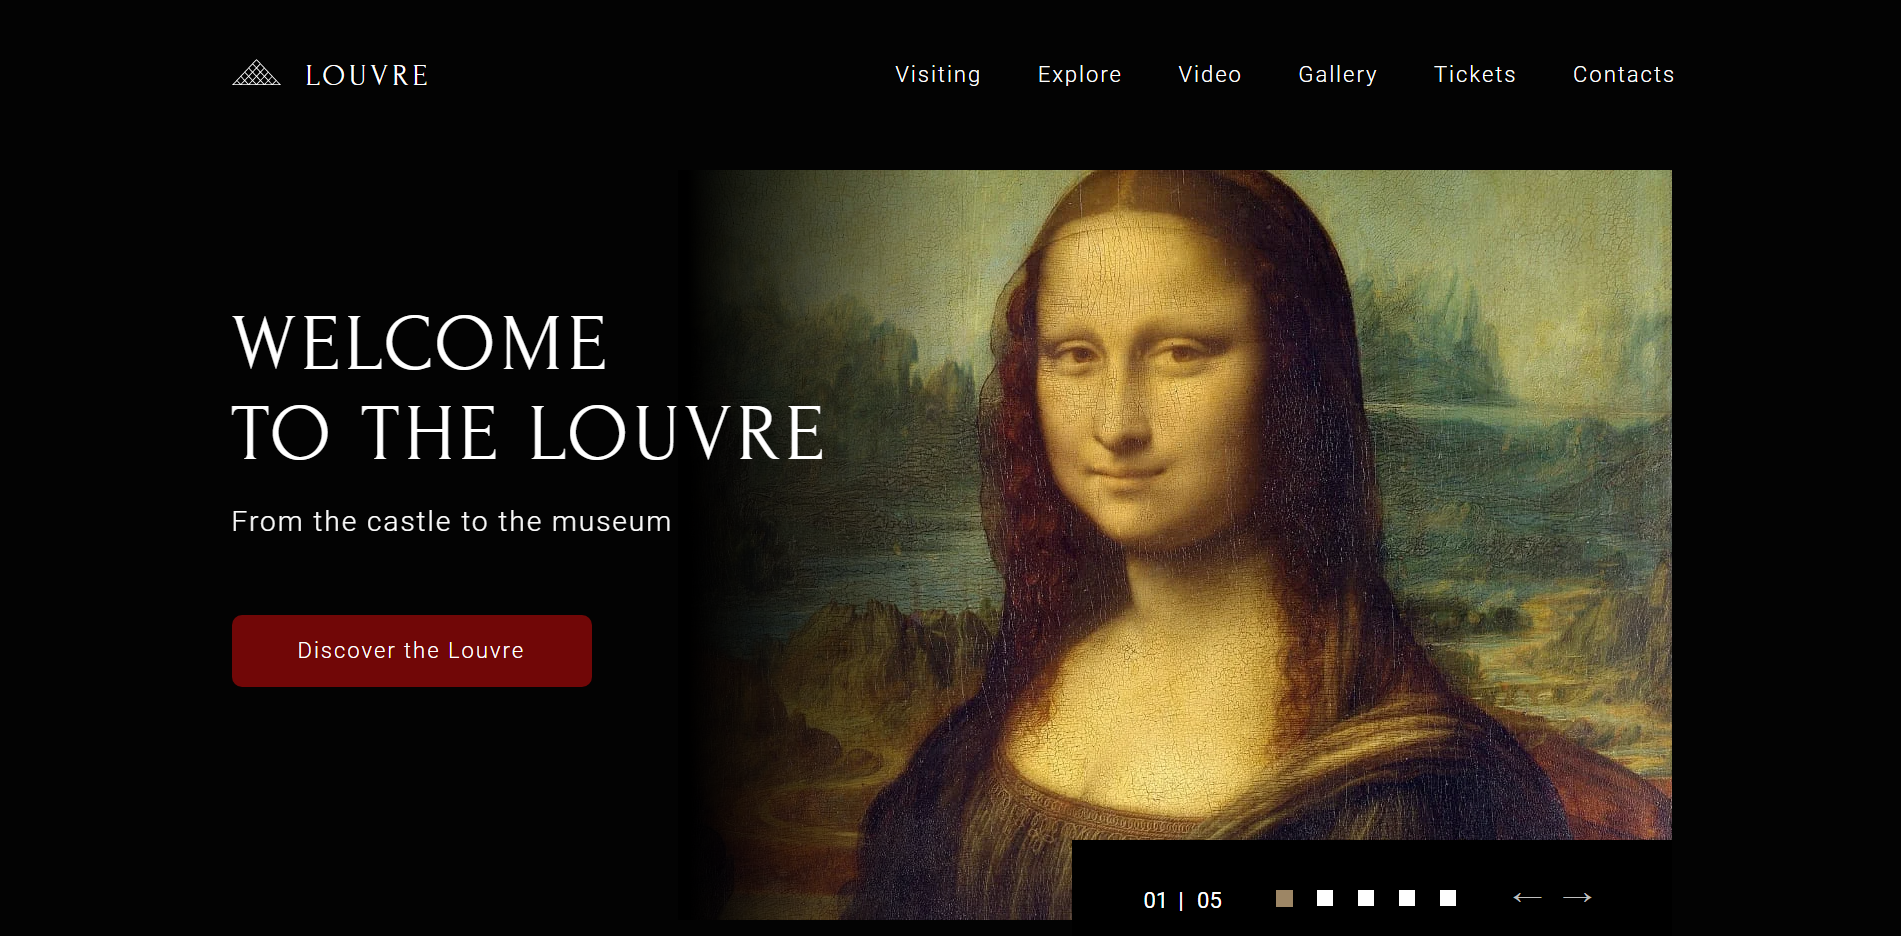 LOUVRE
Visiting Explore Video Gallery Tickets Contacts
WELCOME
TO THE LOUVRE
From the castle to the museum
Discover the Louvre
01 | 05